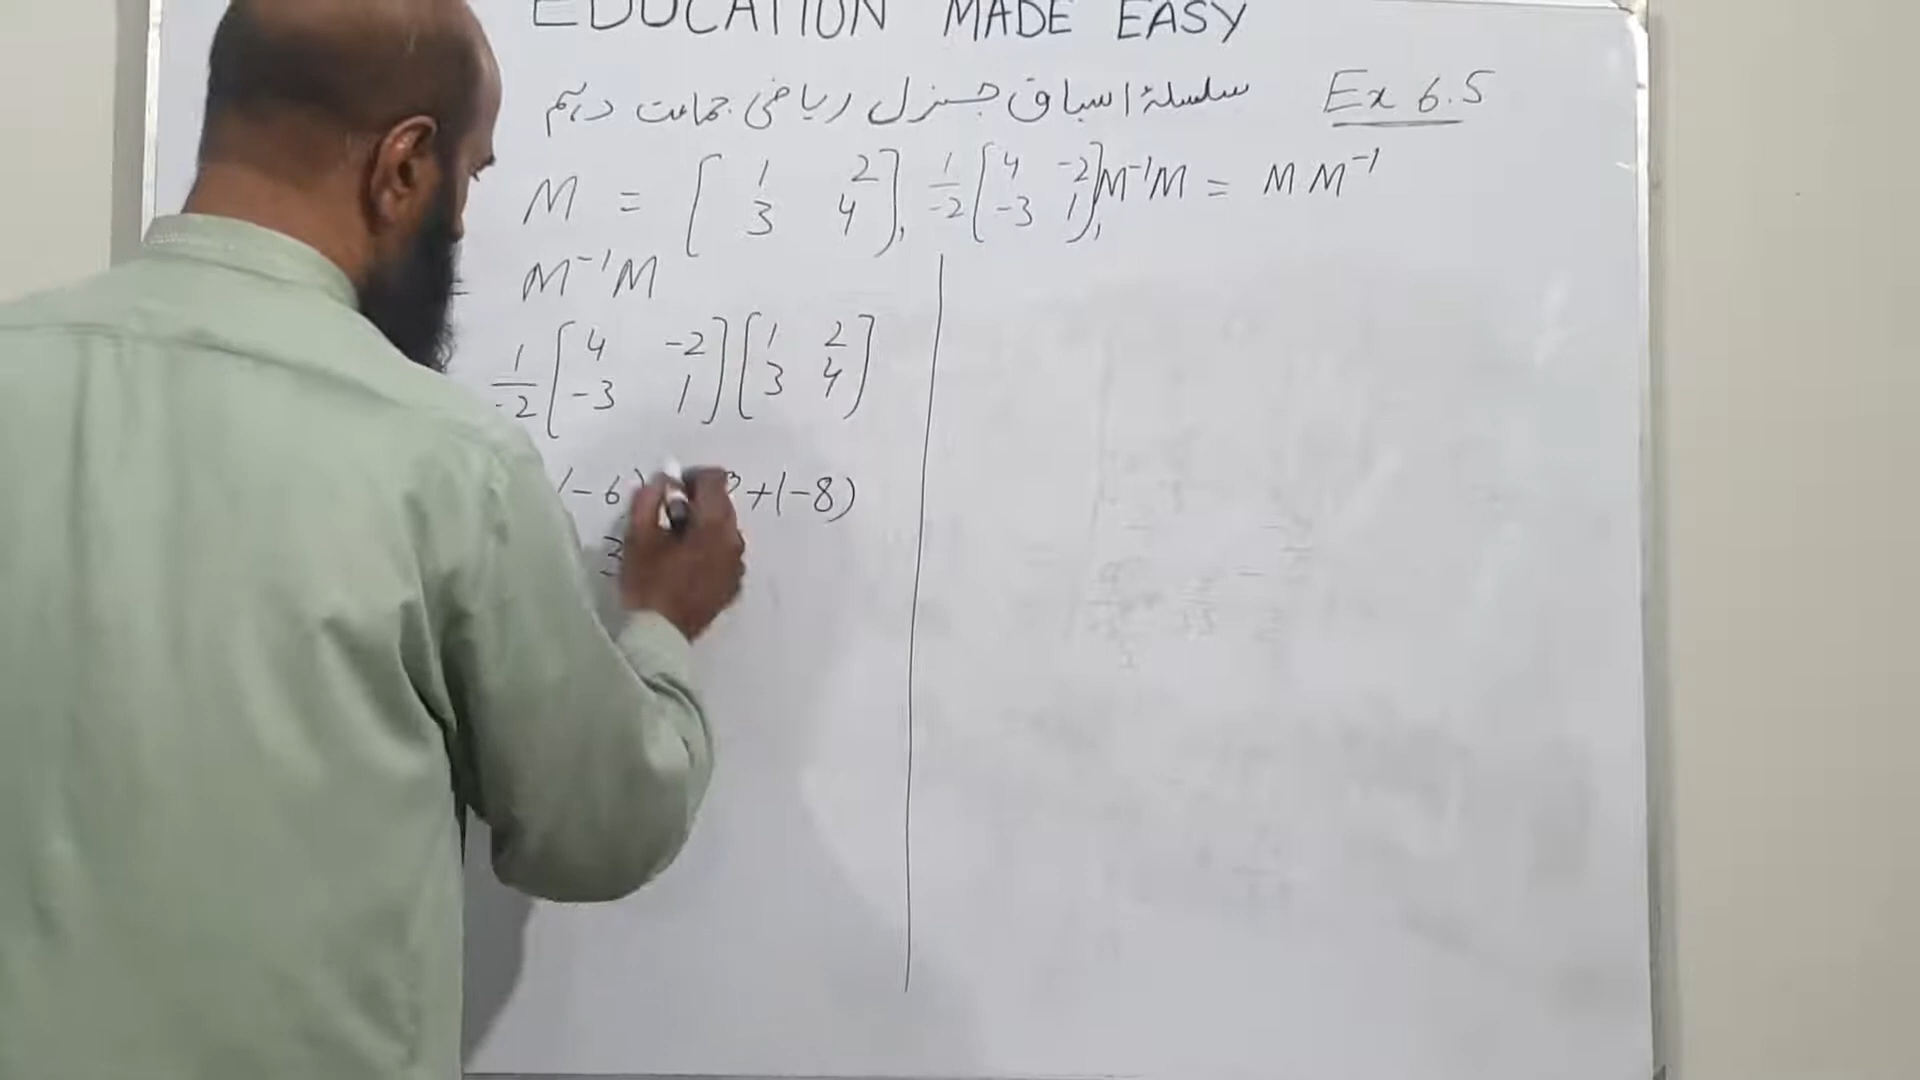 EDUCATION MADE EASY
سلسلۂ اسباق جنرل ریاضی جماعت دہم Ex 6.5
M = [1 2; 3 4], 1/-2 [4 -2; -3 1], M⁻¹M = M M⁻¹
M⁻¹M
1/-2 [4 -2; -3 1] [1 2; 3 4]
(-6) +(-8)
3